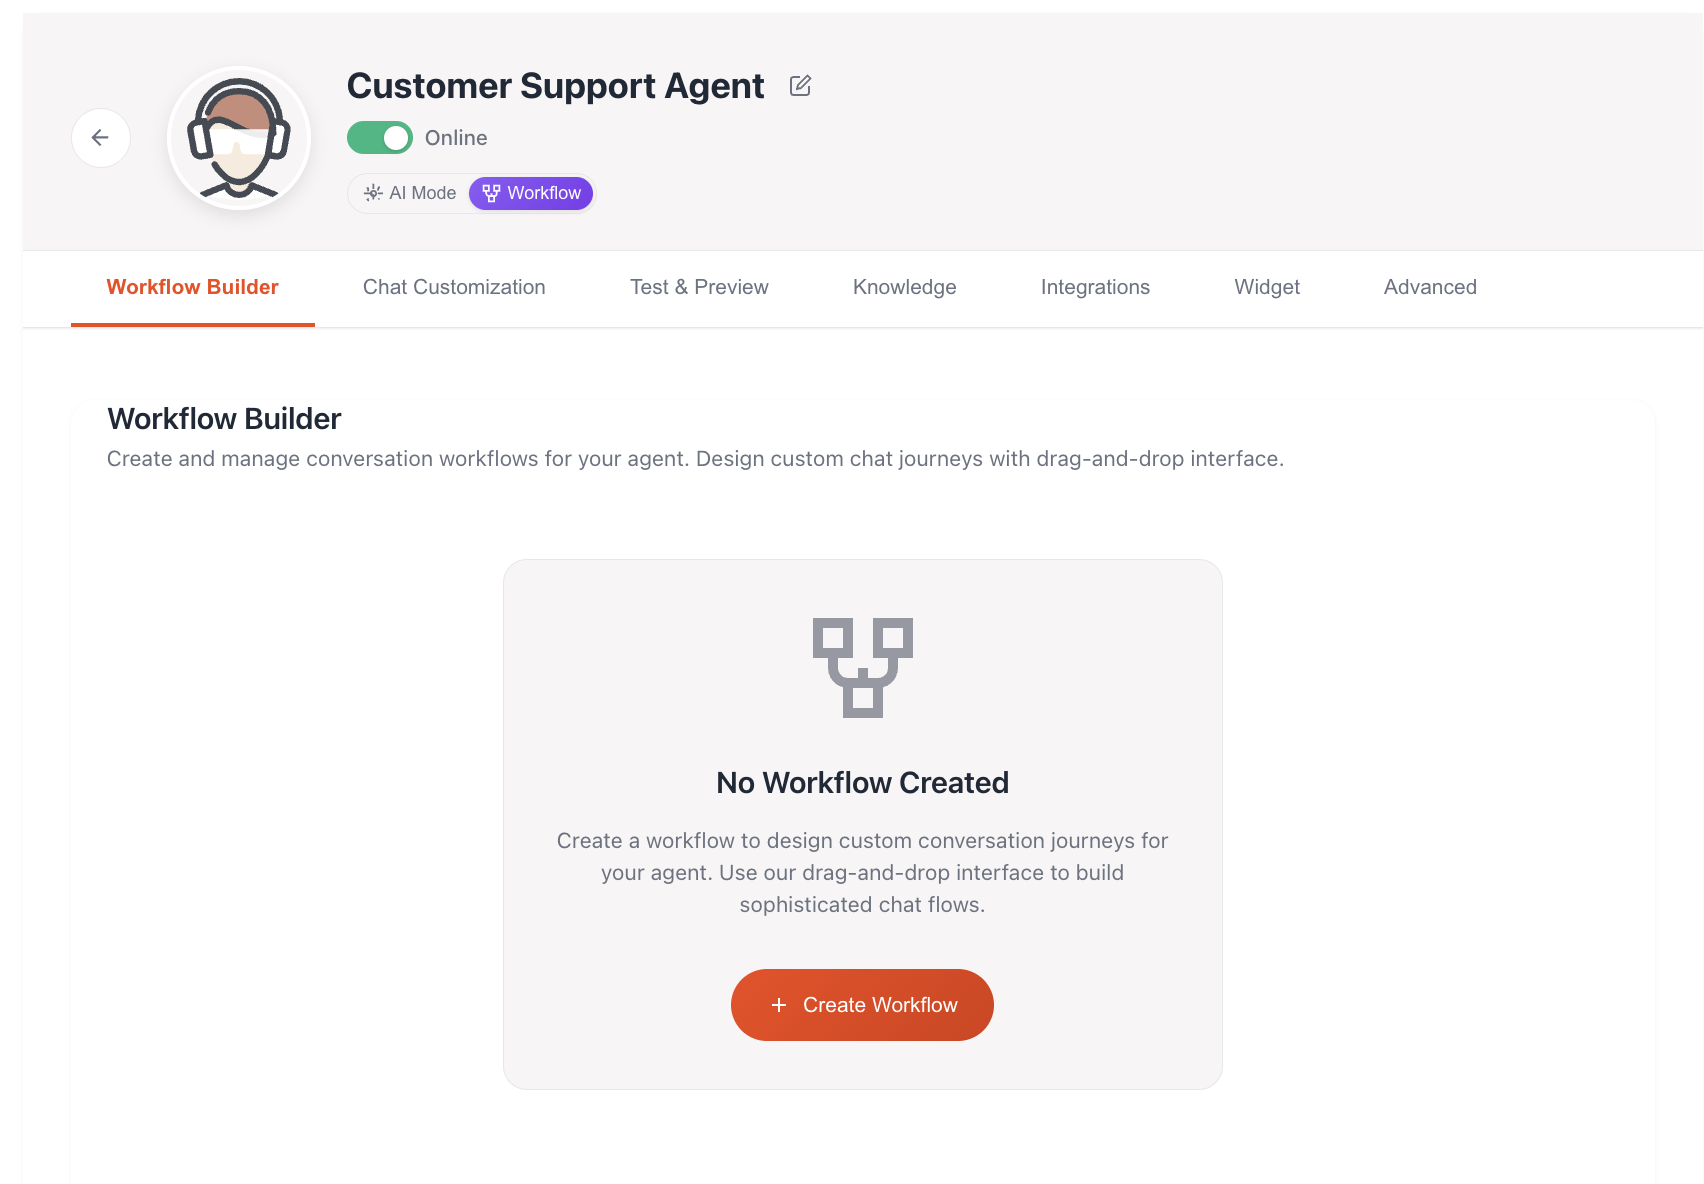 Customer Support Agent
Online
AI Mode
Workflow
Workflow Builder
Chat Customization
Test & Preview
Knowledge
Integrations
Widget
Advanced
Workflow Builder
Create and manage conversation workflows for your agent. Design custom chat journeys with drag-and-drop interface.
No Workflow Created
Create a workflow to design custom conversation journeys for
your agent. Use our drag-and-drop interface to build
sophisticated chat flows.
+ Create Workflow